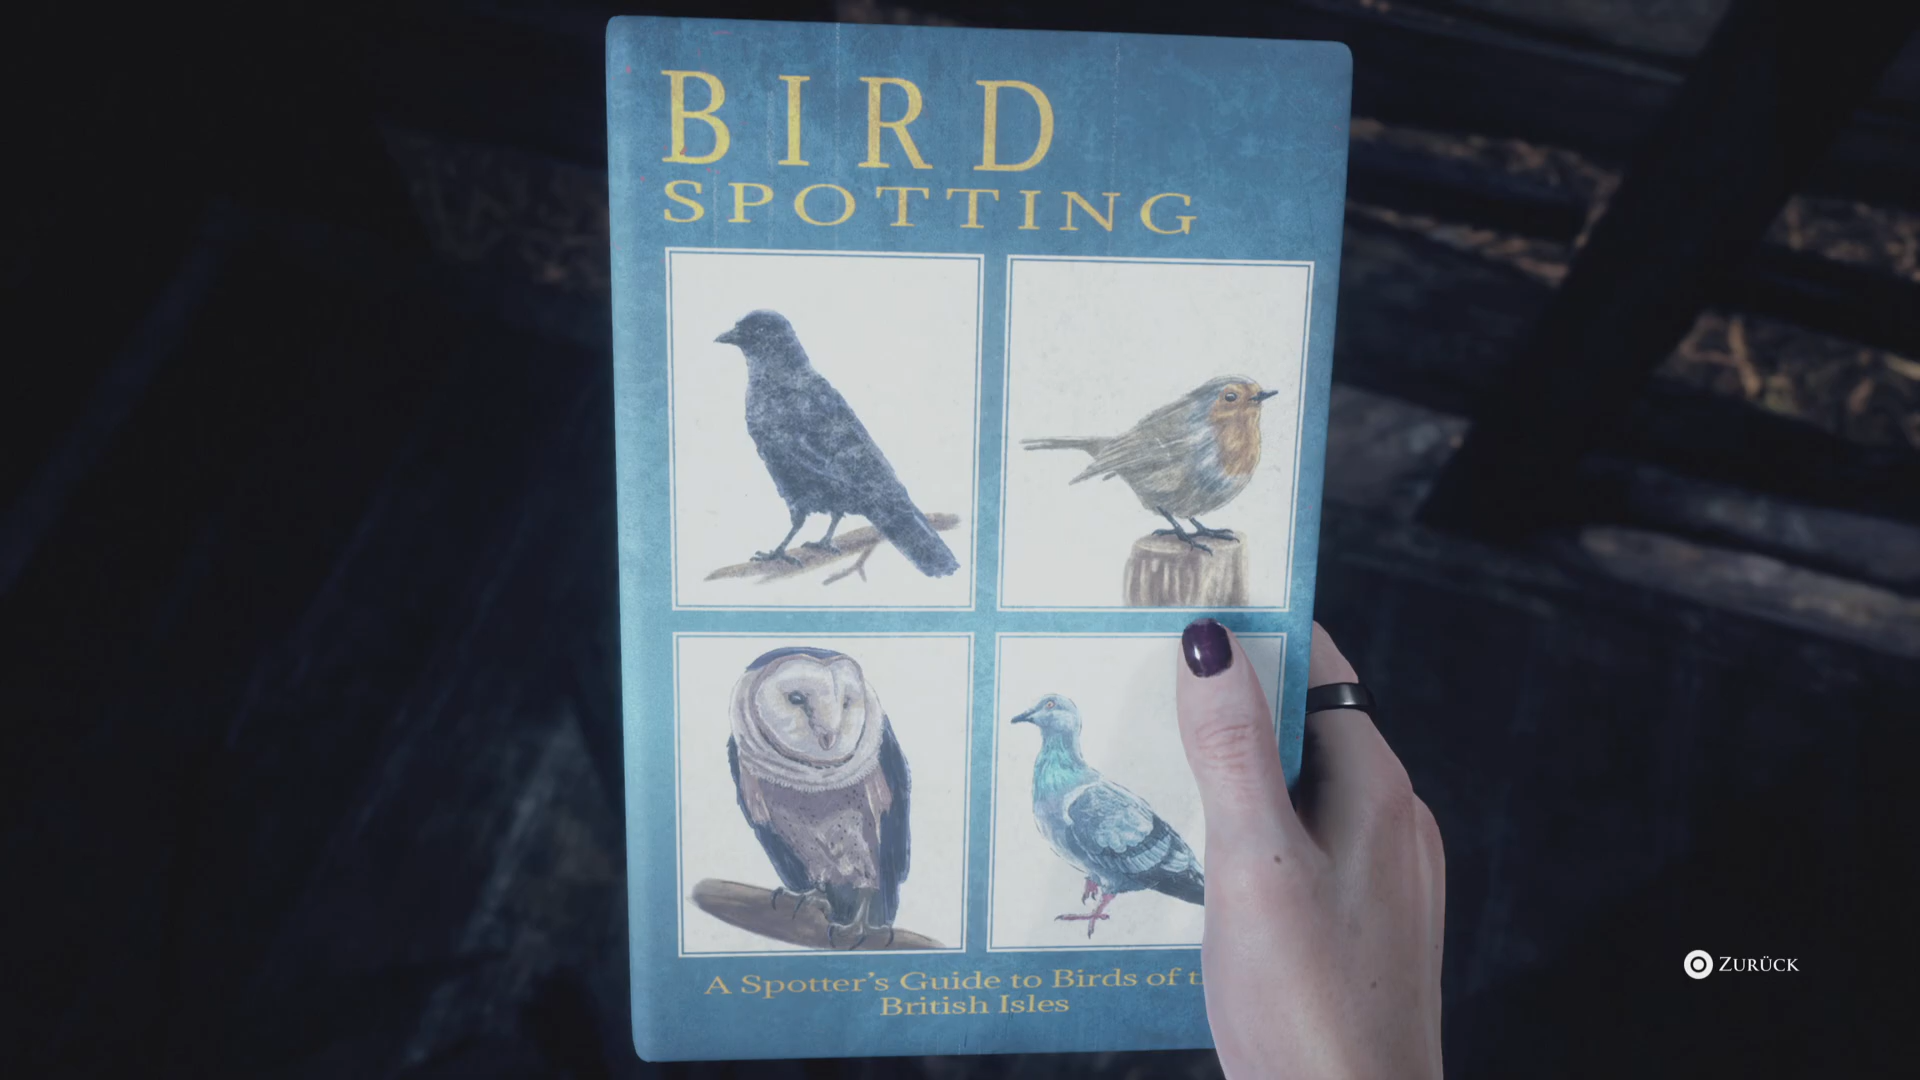 BIRD
SPOTTING
A Spotter's Guide to Birds of
British Isles
ZURÜCK